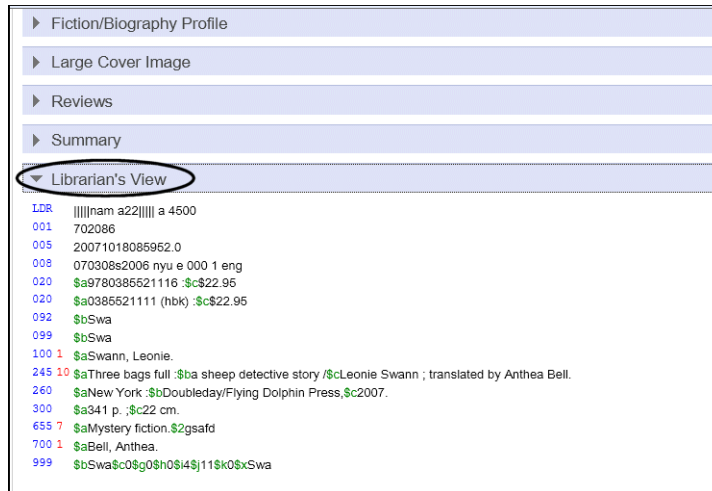 Fiction/Biography Profile
Large Cover Image
Reviews
Summary
Librarian's View
LDR |||||nam a22||||| a 4500
001 702086
005 20071018085952.0
008 070308s2006 nyu e 000 1 eng
020 $a9780385521116 :$c$22.95
020 $a0385521111 (hbk) :$c$22.95
092 $bSwa
099 $bSwa
100 1 $aSwann, Leonie.
245 10 $aThree bags full :$ba sheep detective story /$cLeonie Swann ; translated by Anthea Bell.
260 $aNew York :$bDoubleday/Flying Dolphin Press,$c2007.
300 $a341 p. ;$c22 cm.
655 7 $aMystery fiction.$2gsafd
700 1 $aBell, Anthea.
999 $bSwa$c0$g0$h0$i4$j11$k0$xSwa